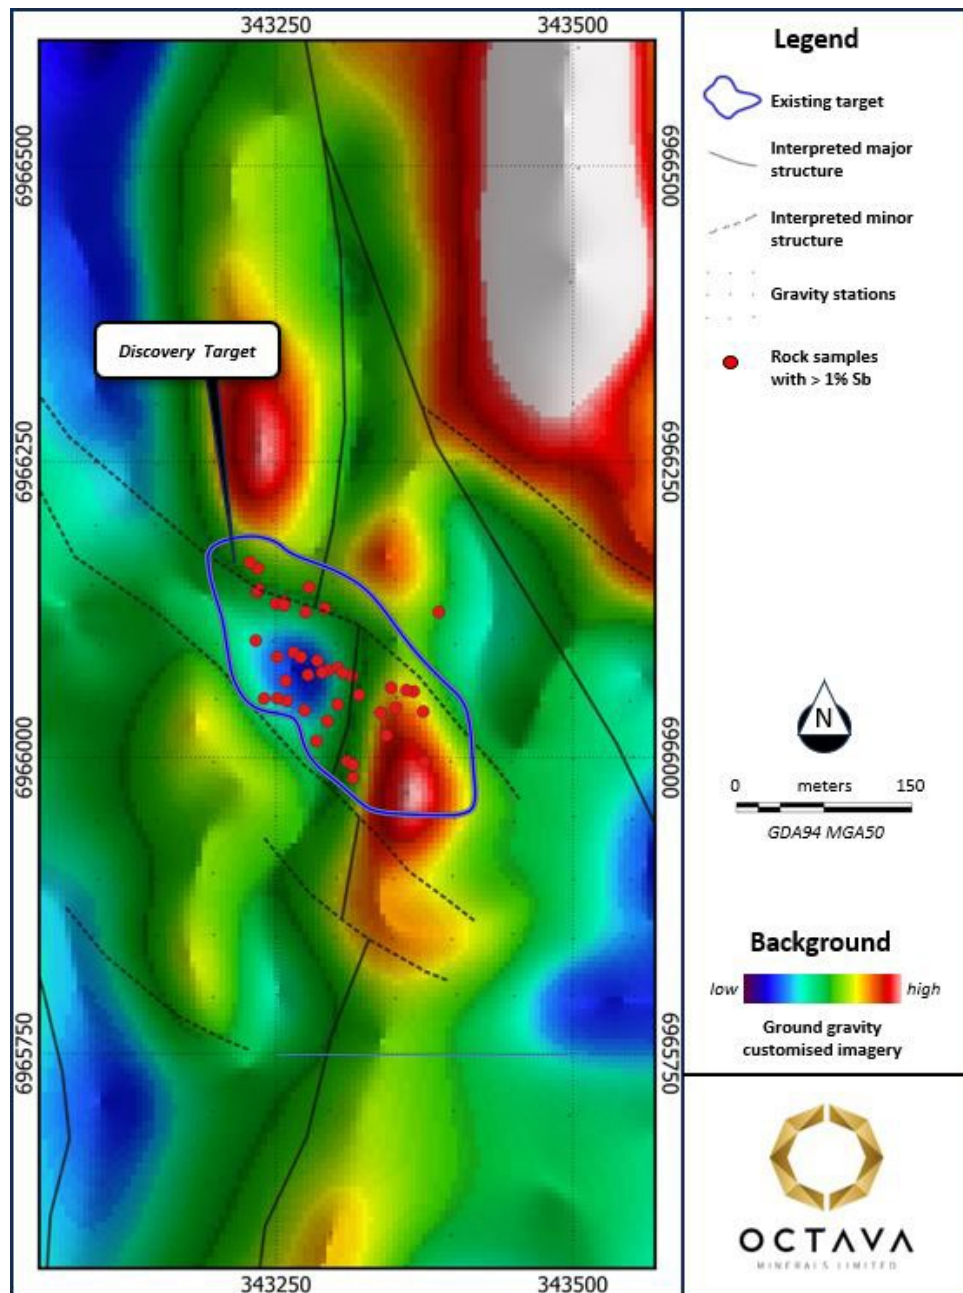 343250
343500
6966500
6966500
Discovery Target
6966250
6966250
6966000
6966000
6965750
6965750
343250
343500
Legend
Existing target
Interpreted major
structure
Interpreted minor
structure
Gravity stations
Rock samples
with > 1% Sb
N
0 meters 150
GDA94 MGA50
Background
low high
Ground gravity
customised imagery
OCTAVA
MINERALS LIMITED